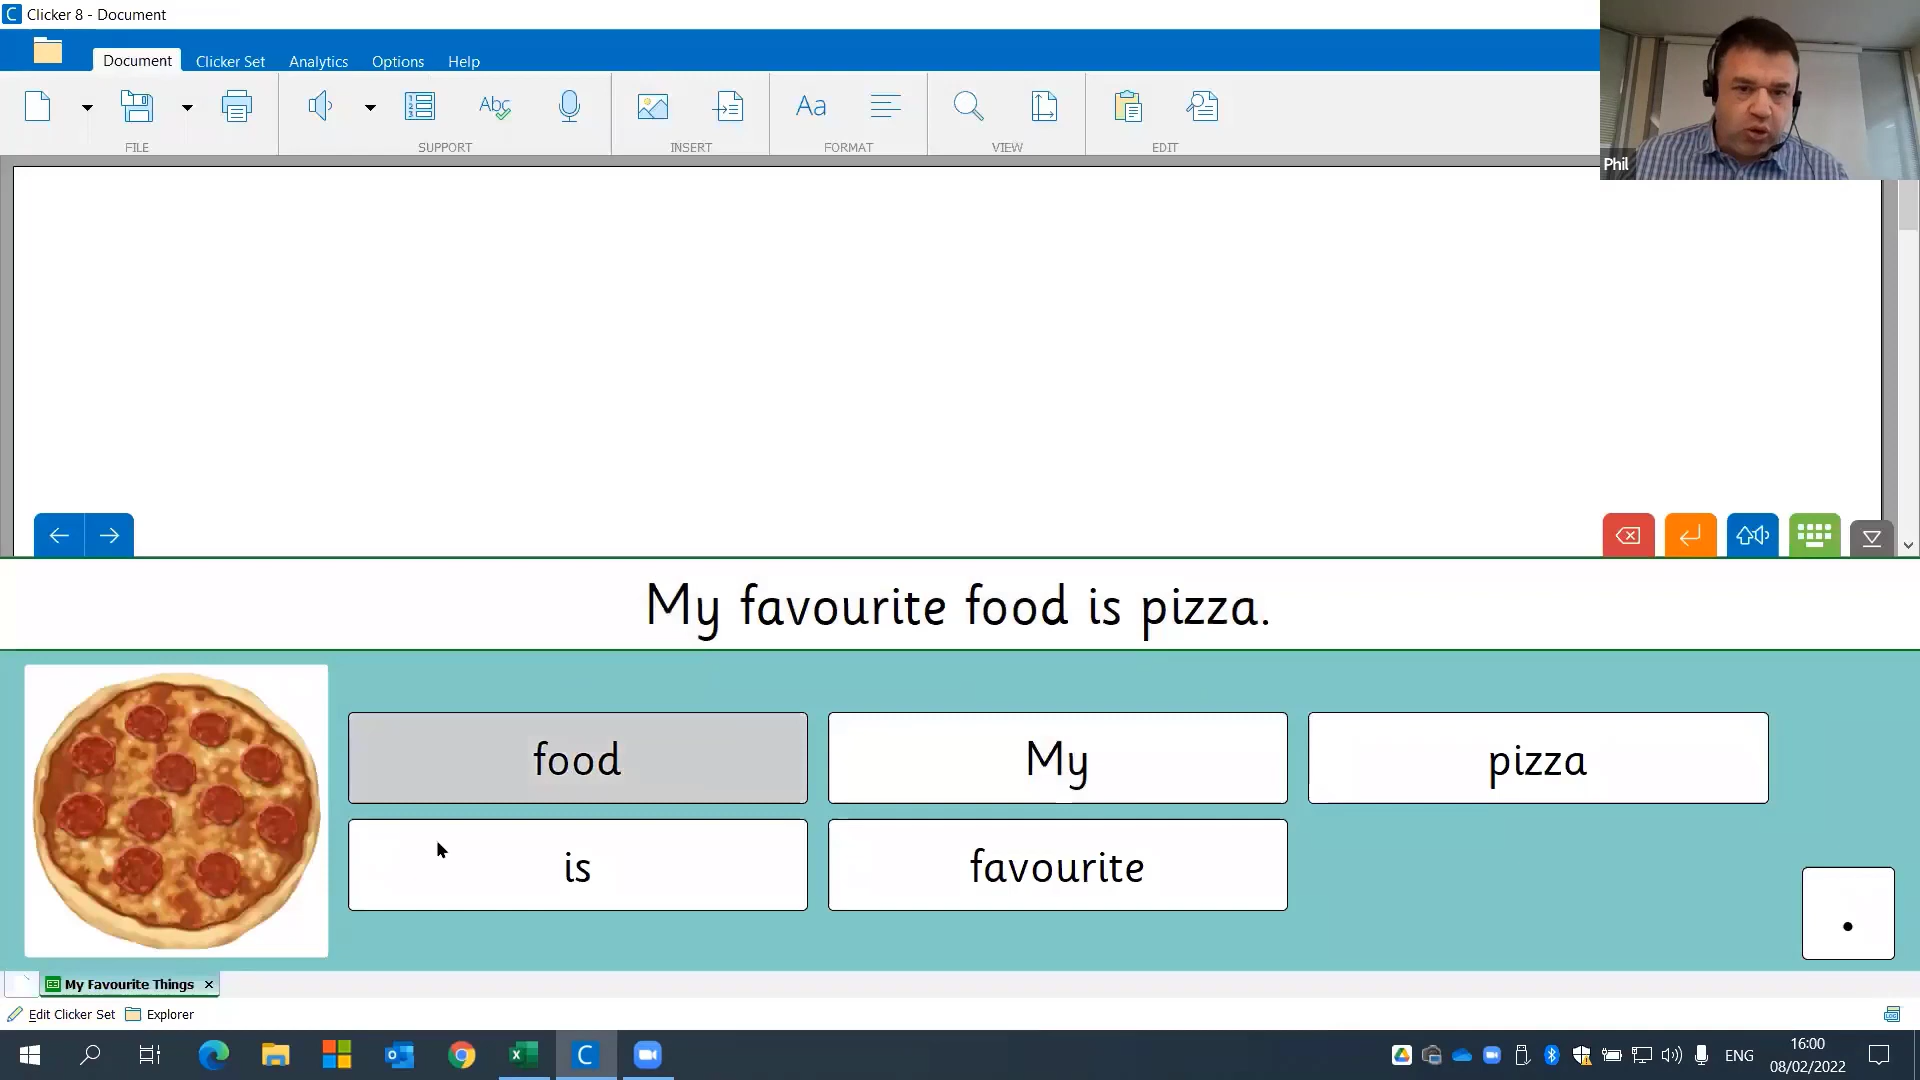 Clicker 8 - Document
Document Clicker Set Analytics Options Help
Abc Aa
FILE SUPPORT INSERT FORMAT VIEW EDIT
Phil
My favourite food is pizza.
food My pizza
is favourite
.
My Favourite Things ×
Edit Clicker Set Explorer
ENG 16:00
08/02/2022